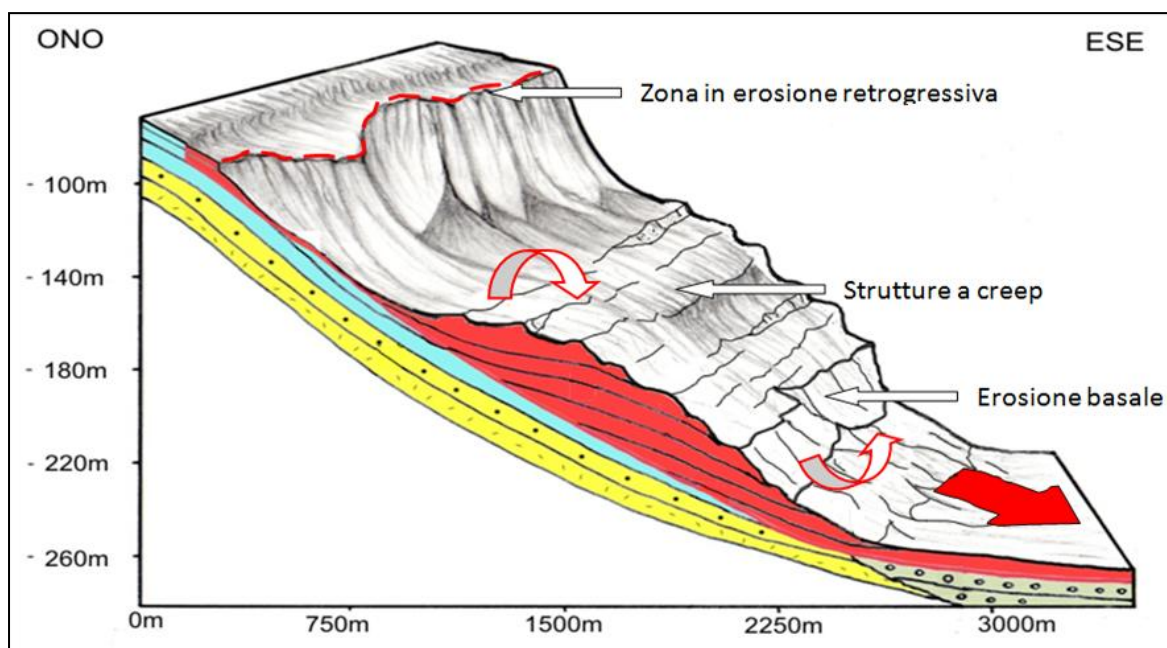 ONO
ESE
Zona in erosione retrogressiva
- 100m
- 140m
Strutture a creep
- 180m
Erosione basale
- 220m
- 260m
0m 750m 1500m 2250m 3000m